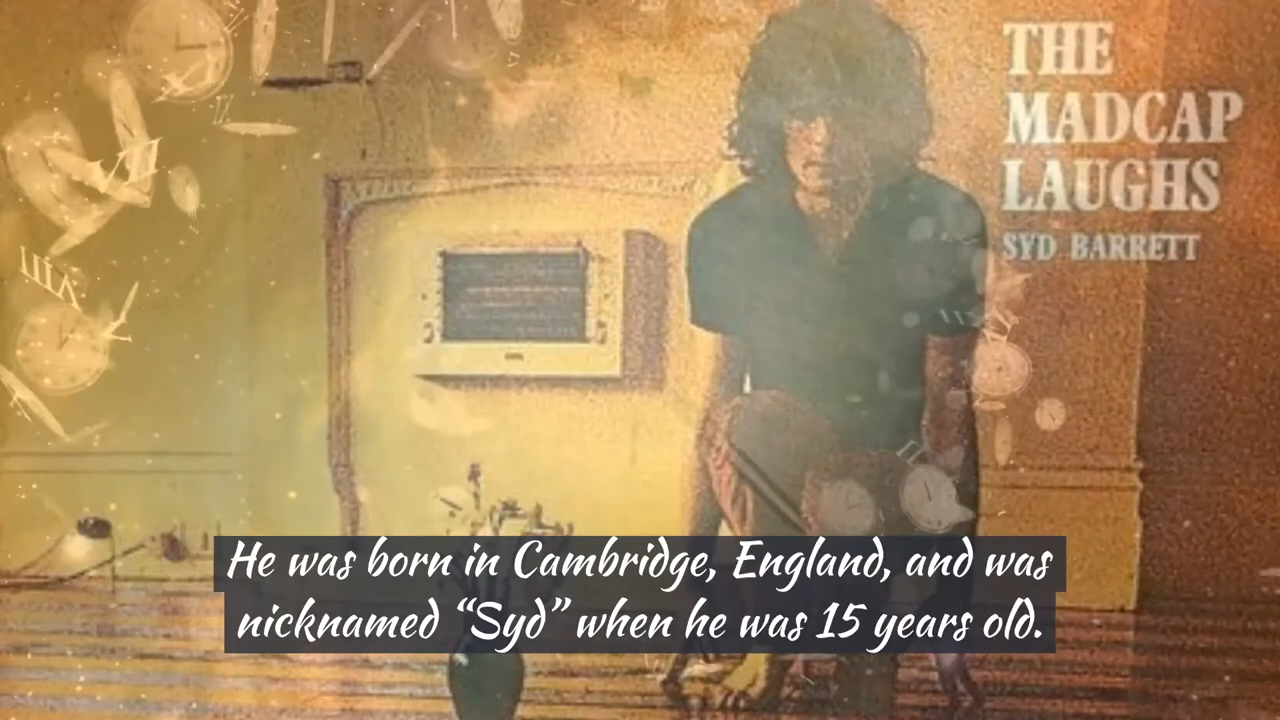 THE
MADCAP
LAUGHS
SYD BARRETT
He was born in Cambridge, England, and was
nicknamed “Syd” when he was 15 years old.